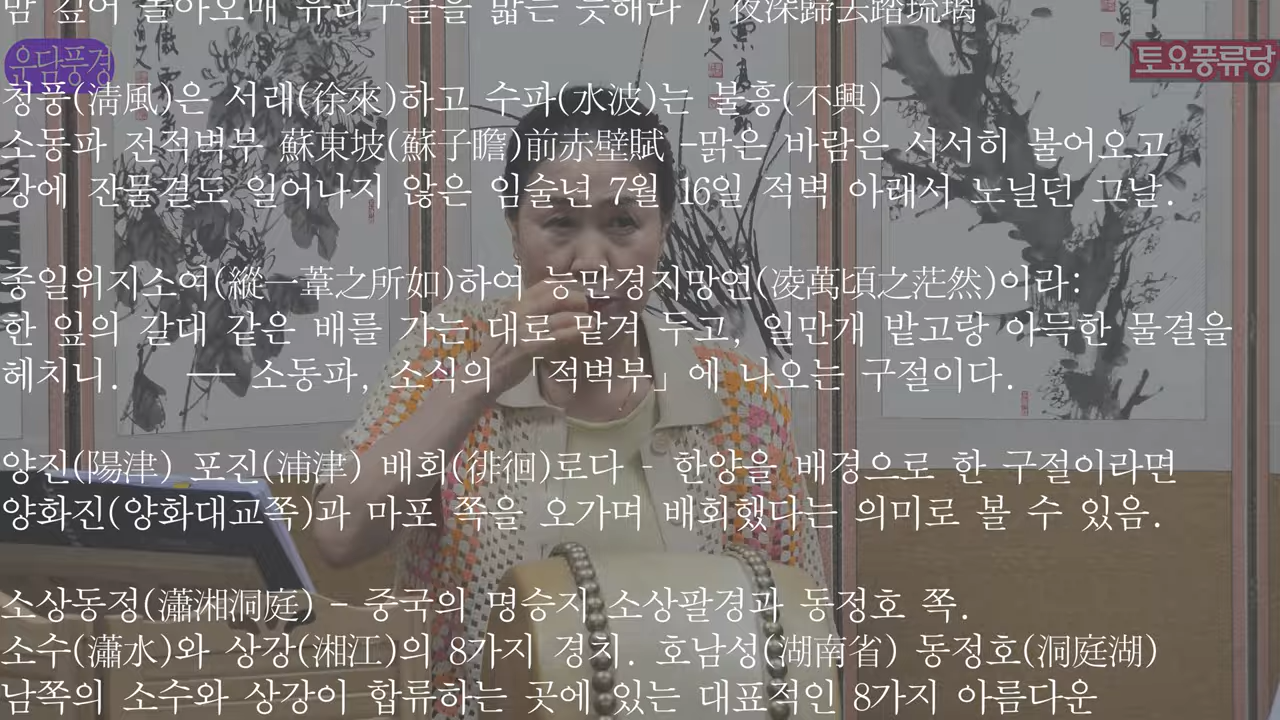 밤 깊어 돌아오매 유리구슬을 밟는 듯해라 / 夜深歸去踏琉璃
운담풍경
토요풍류당
청풍(淸風)은 서래(徐來)하고 수파(水波)는 불흥(不興)
소동파 전적벽부 蘇東坡(蘇子瞻)前赤壁賦 -맑은 바람은 서서히 불어오고
강에 잔물결도 일어나지 않은 임술년 7월 16일 적벽 아래서 노닐던 그날.
종일위지소여(縱一葦之所如)하여 능만경지망연(凌萬頃之茫然)이라:
한 잎의 갈대 같은 배를 가는 대로 맡겨 두고, 일만개 밭고랑 아득한 물결을
헤치니. ── 소동파, 소식의 「적벽부」에 나오는 구절이다.
양진(陽津) 포진(浦津) 배회(徘徊)로다 - 한양을 배경으로 한 구절이라면
양화진(양화대교쪽)과 마포 쪽을 오가며 배회했다는 의미로 볼 수 있음.
소상동정(瀟湘洞庭) - 중국의 명승지 소상팔경과 동정호 쪽.
소수(瀟水)와 상강(湘江)의 8가지 경치. 호남성(湖南省) 동정호(洞庭湖)
남쪽의 소수와 상강이 합류하는 곳에 있는 대표적인 8가지 아름다운